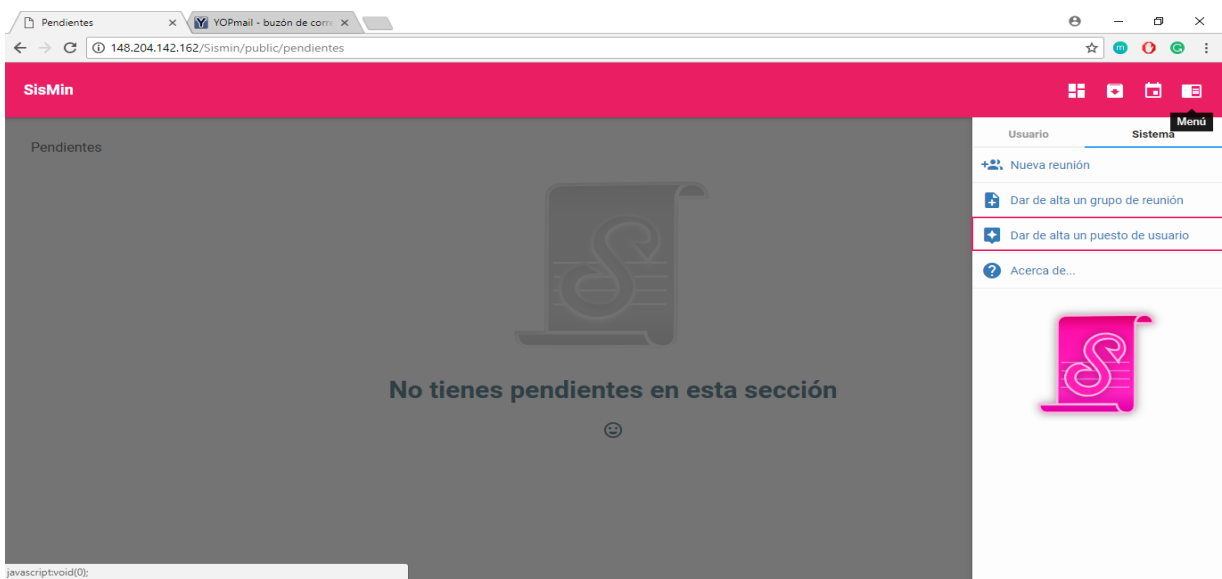 Pendientes
YOPmail - buzón de corre
148.204.142.162/Sismin/public/pendientes
SisMin
Menú
Usuario
Sistema
Pendientes
Nueva reunión
Dar de alta un grupo de reunión
Dar de alta un puesto de usuario
Acerca de...
No tienes pendientes en esta sección
javascript:void(0);